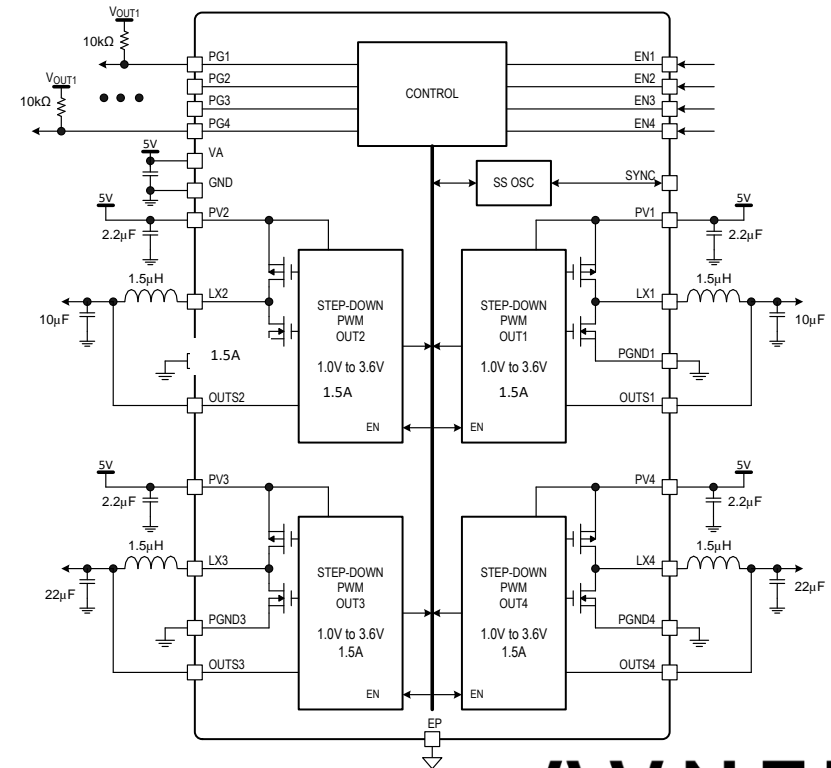 VOUT1
10kΩ
PG1
EN1
PG2
EN2
VOUT1
CONTROL
10kΩ
PG3
EN3
PG4
EN4
5V
VA
SS OSC
SYNC
GND
5V
PV2
PV1
5V
2.2µF
2.2µF
1.5µH
LX2
STEP-DOWN
PWM
OUT2
1.0V to 3.6V
1.5A
EN
STEP-DOWN
PWM
OUT1
1.0V to 3.6V
1.5A
EN
LX1
1.5µH
10µF
10µF
1.5A
PGND1
OUTS2
OUTS1
5V
PV3
PV4
5V
2.2µF
2.2µF
1.5µH
LX3
STEP-DOWN
PWM
OUT3
1.0V to 3.6V
1.5A
EN
STEP-DOWN
PWM
OUT4
1.0V to 3.6V
1.5A
EN
LX4
1.5µH
22µF
22µF
PGND3
PGND4
OUTS3
OUTS4
EP